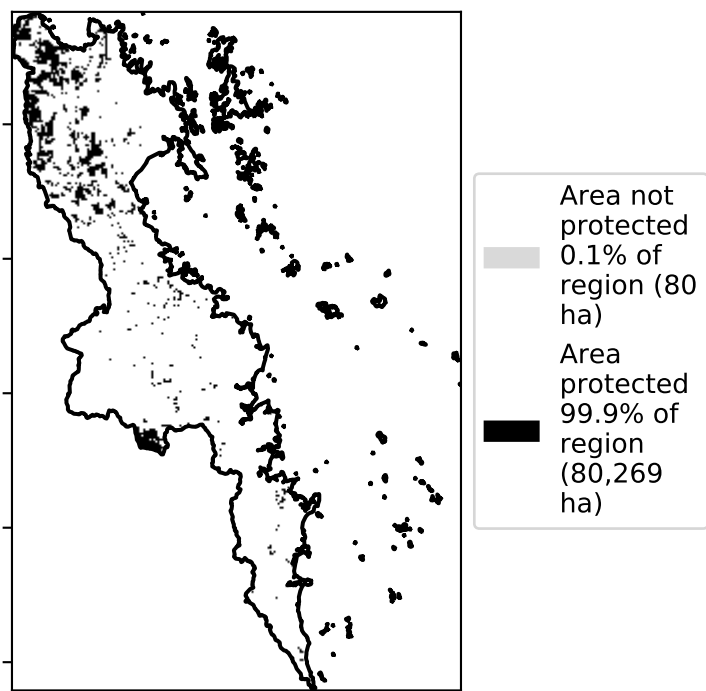 Area not
protected
0.1% of
region (80
ha)
Area
protected
99.9% of
region
(80,269
ha)